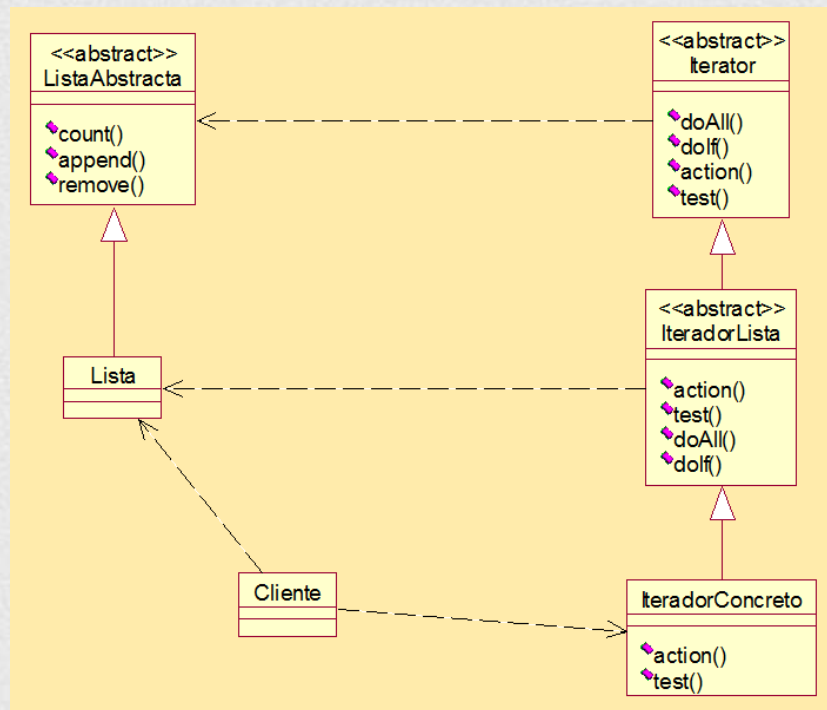 <<abstract>>
ListaAbstracta
count()
append()
remove()
<<abstract>>
Iterator
doAll()
doIf()
action()
test()
<<abstract>>
IteradorLista
action()
test()
doAll()
doIf()
Lista
Cliente
IteradorConcreto
action()
test()